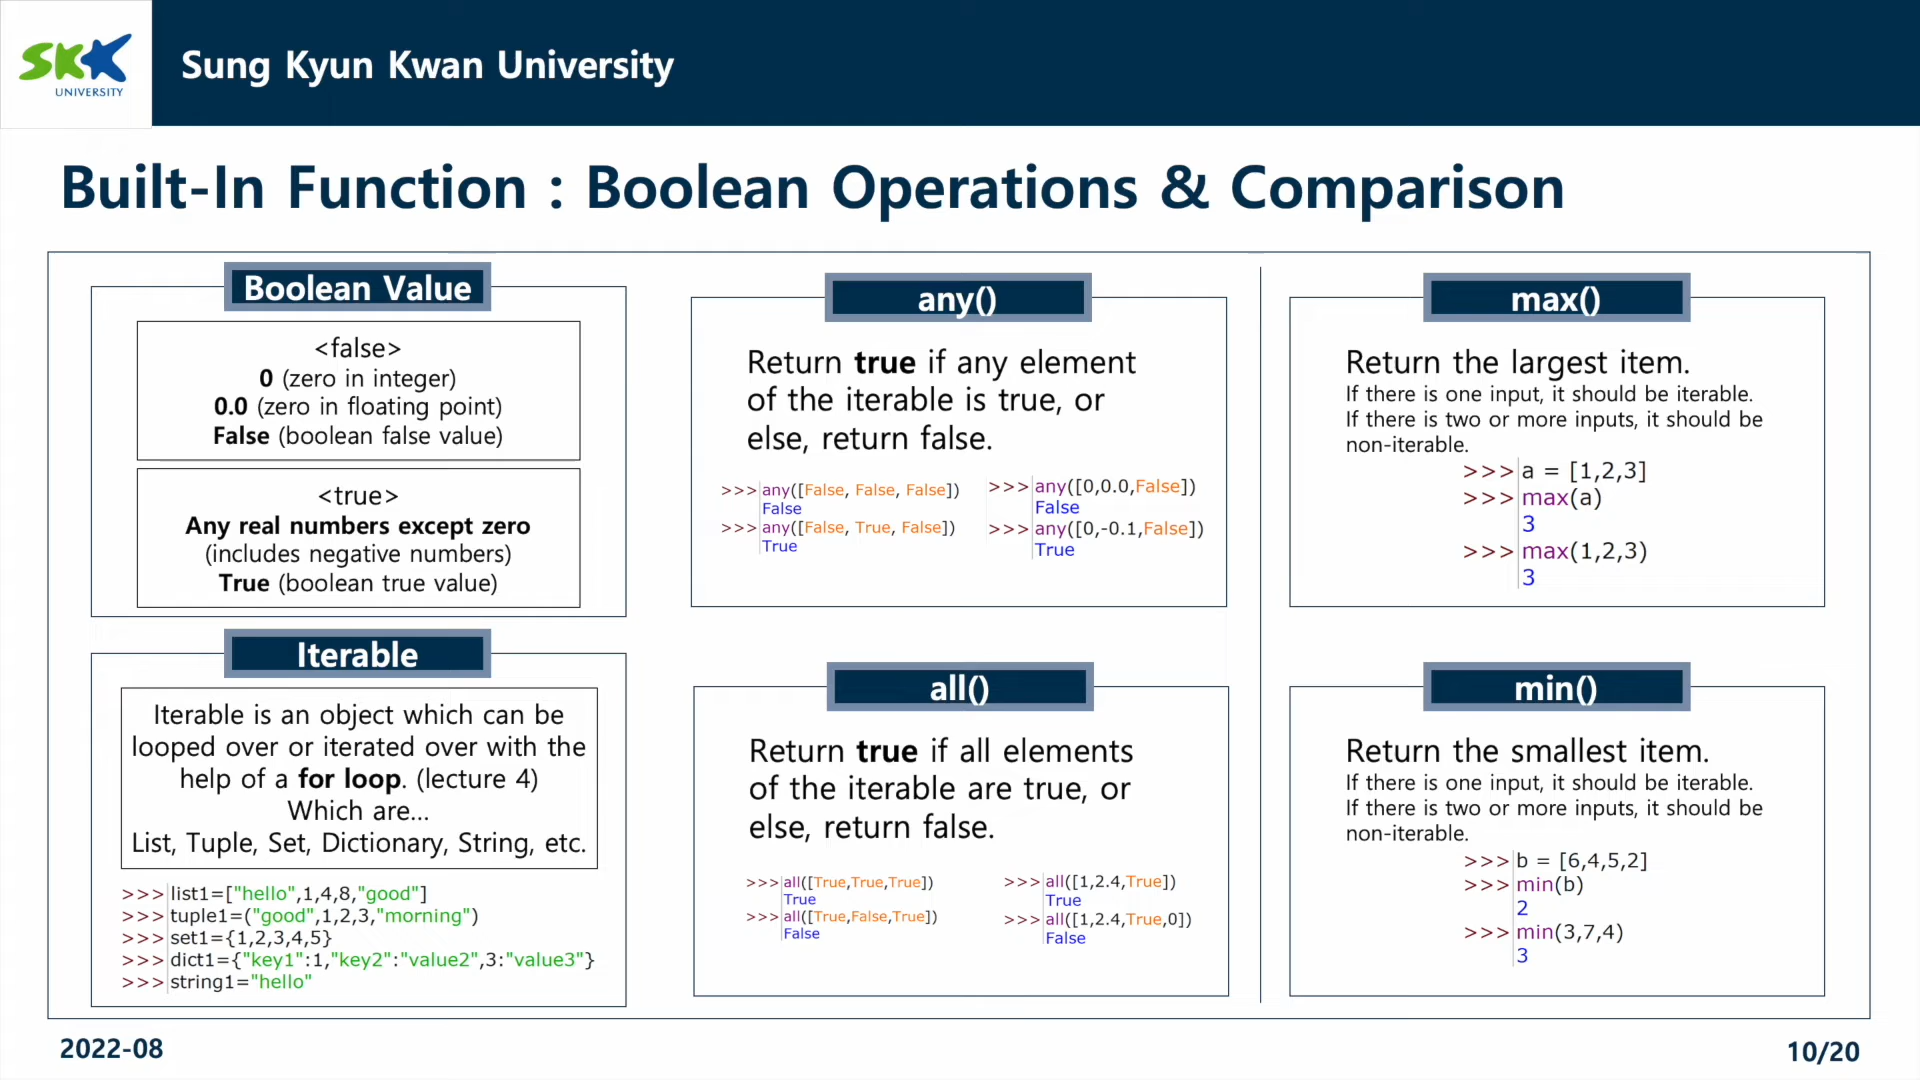 SKK
UNIVERSITY
Sung Kyun Kwan University
Built-In Function : Boolean Operations & Comparison
Boolean Value
<false>
0 (zero in integer)
0.0 (zero in floating point)
False (boolean false value)
<true>
Any real numbers except zero
(includes negative numbers)
True (boolean true value)
Iterable
Iterable is an object which can be
looped over or iterated over with the
help of a for loop. (lecture 4)
Which are...
List, Tuple, Set, Dictionary, String, etc.
>>> list1=["hello",1,4,8,"good"]
>>> tuple1=("good",1,2,3,"morning")
>>> set1={1,2,3,4,5}
>>> dict1={"key1":1,"key2":"value2",3:"value3"}
>>> string1="hello"
any()
Return true if any element
of the iterable is true, or
else, return false.
>>> any([False, False, False])
False
>>> any([False, True, False])
True
>>> any([0,0.0,False])
False
>>> any([0,-0.1,False])
True
all()
Return true if all elements
of the iterable are true, or
else, return false.
>>> all([True,True,True])
True
>>> all([True,False,True])
False
>>> all([1,2.4,True])
True
>>> all([1,2.4,True,0])
False
max()
Return the largest item.
If there is one input, it should be iterable.
If there is two or more inputs, it should be
non-iterable.
>>> a = [1,2,3]
>>> max(a)
3
>>> max(1,2,3)
3
min()
Return the smallest item.
If there is one input, it should be iterable.
If there is two or more inputs, it should be
non-iterable.
>>> b = [6,4,5,2]
>>> min(b)
2
>>> min(3,7,4)
3
2022-08
10/20